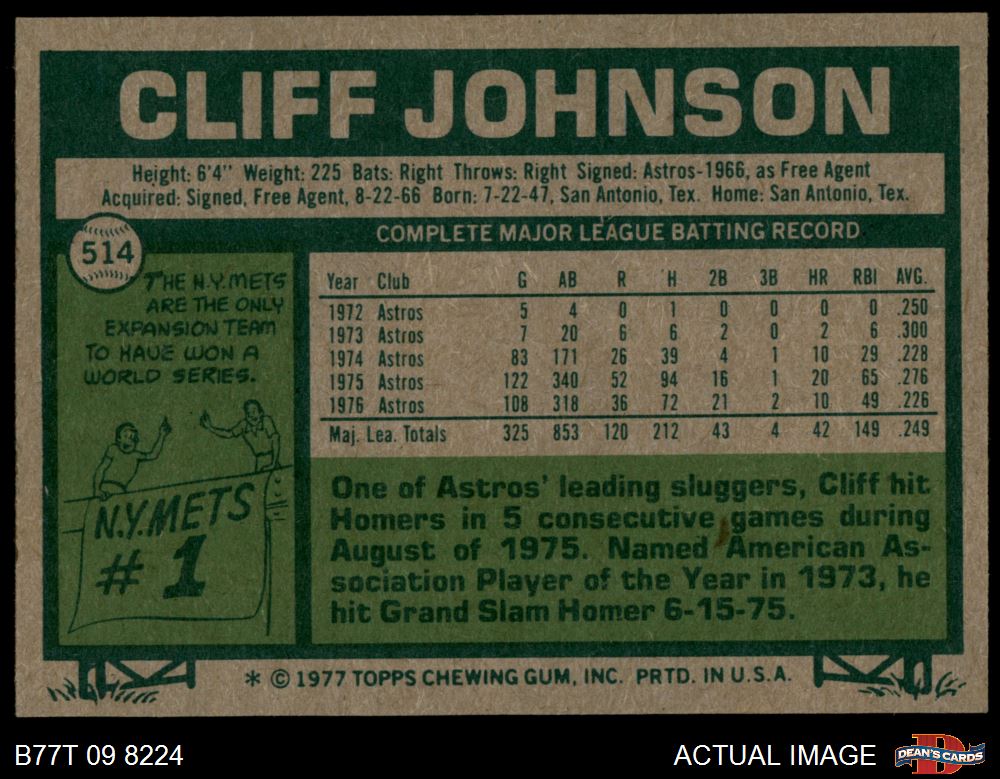 CLIFF JOHNSON
Height: 6'4" Weight: 225 Bats: Right Throws: Right Signed: Astros-1966, as Free Agent
Acquired: Signed, Free Agent, 8-22-66 Born: 7-22-47, San Antonio, Tex. Home: San Antonio, Tex.
514
THE N.Y. METS
ARE THE ONLY
EXPANSION TEAM
TO HAVE WON A
WORLD SERIES.
N.Y. METS
# 1
COMPLETE MAJOR LEAGUE BATTING RECORD
Year Club G AB R H 2B 3B HR RBI AVG.
1972 Astros 5 4 0 1 0 0 0 0 .250
1973 Astros 7 20 6 6 2 0 2 6 .300
1974 Astros 83 171 26 39 4 1 10 29 .228
1975 Astros 122 340 52 94 16 1 20 65 .276
1976 Astros 108 318 36 72 21 2 10 49 .226
Maj. Lea. Totals 325 853 120 212 43 4 42 149 .249
One of Astros' leading sluggers, Cliff hit
Homers in 5 consecutive games during
August of 1975. Named American As-
sociation Player of the Year in 1973, he
hit Grand Slam Homer 6-15-75.
* © 1977 TOPPS CHEWING GUM, INC. PRTD. IN U.S.A.
B77T 09 8224
ACTUAL IMAGE
DEAN'S CARDS